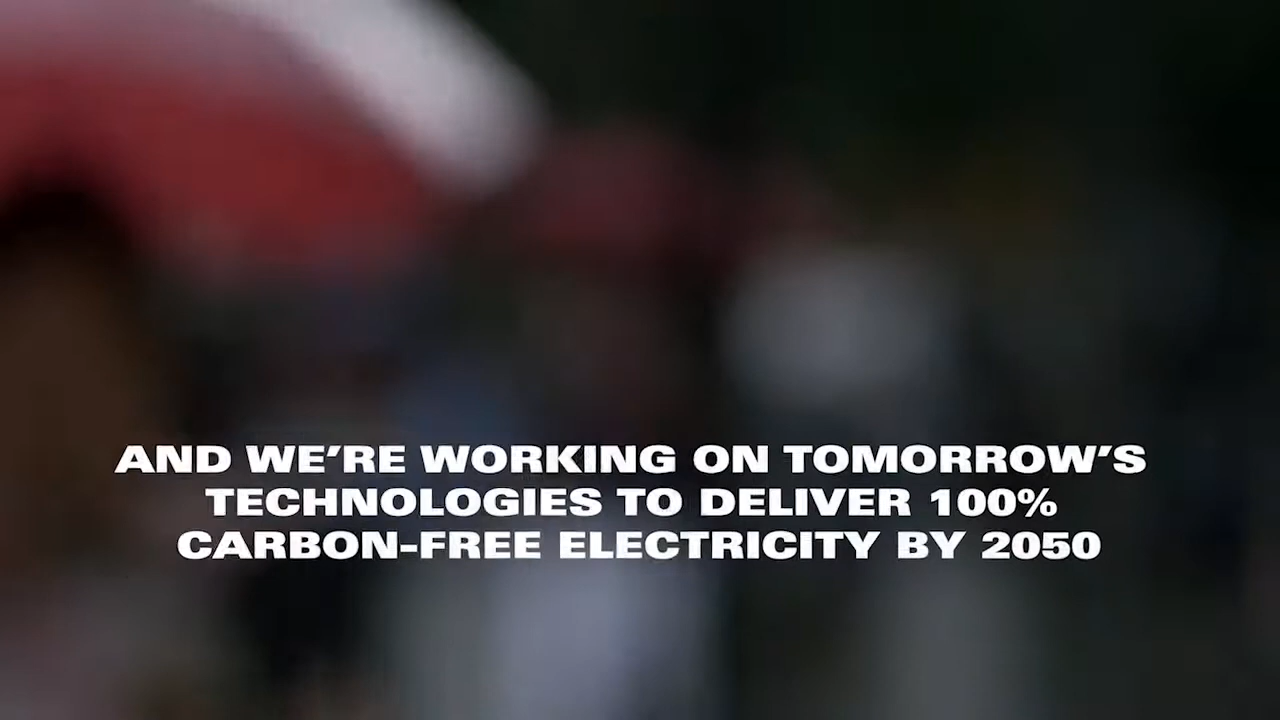 AND WE'RE WORKING ON TOMORROW'S
TECHNOLOGIES TO DELIVER 100%
CARBON-FREE ELECTRICITY BY 2050